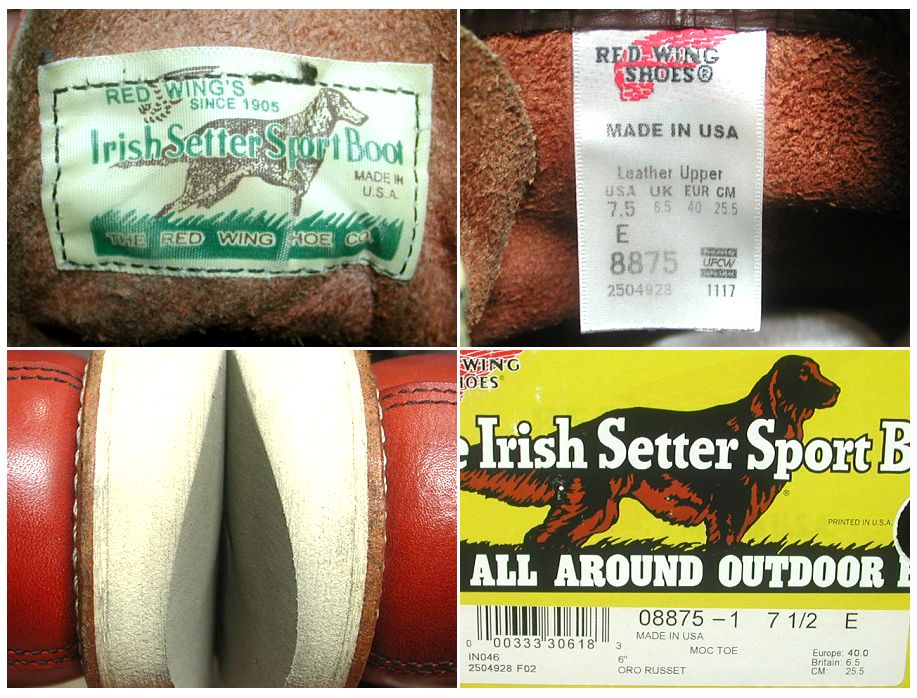 RED WING'S
SINCE 1905
Irish Setter Sport Boot
MADE IN
U.S.A.
THE RED WING HOE CO.
RED WING
SHOES®
MADE IN USA
Leather Upper
USA UK EUR CM
7.5 6.5 40 25.5
E
8875
UFCW
2504928 1117
WING
HOES®
e Irish Setter Sport B
®
PRINTED IN U.S.A.
ALL AROUND OUTDOOR
08875 -1 7 1/2 E
MADE IN USA
MOC TOE
0 00333 30618 3
6"
IN046
2504928 F02
ORO RUSSET
Europe: 40.0
Britain: 6.5
CM: 25.5